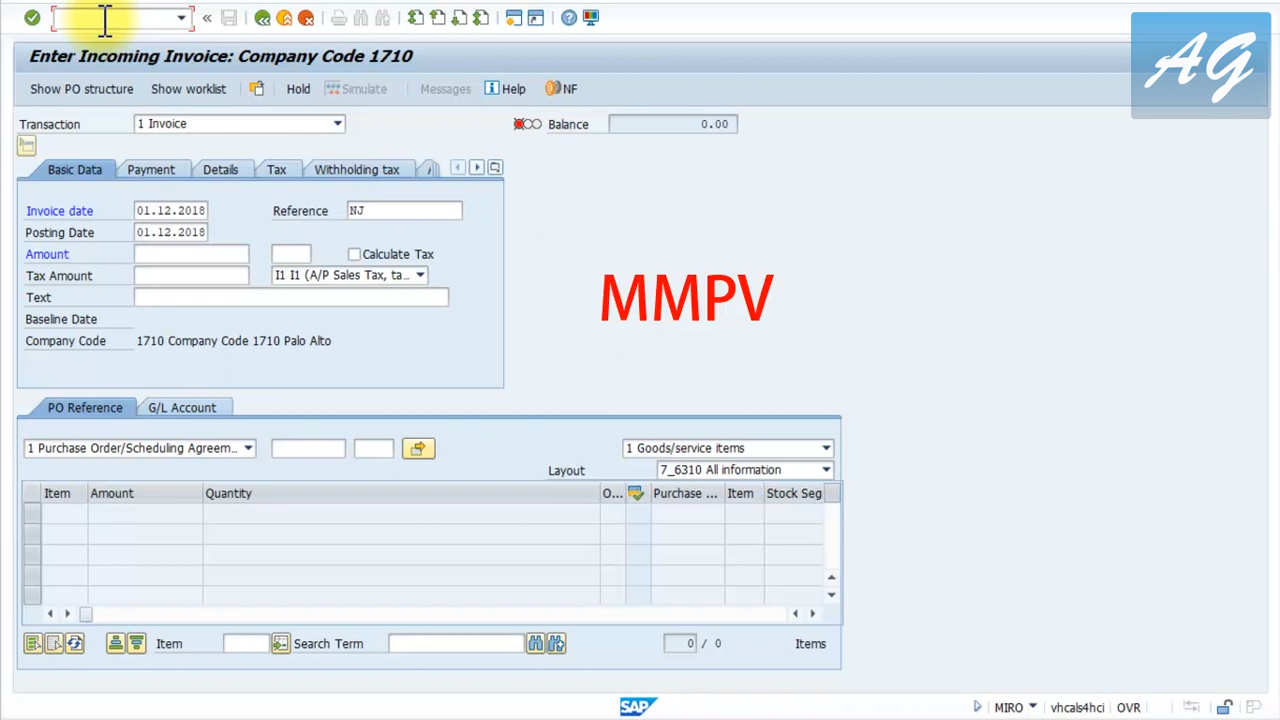 AG
Enter Incoming Invoice: Company Code 1710
Show PO structure Show worklist Hold Simulate Messages Help NF
Transaction 1 Invoice Balance 0.00
Basic Data Payment Details Tax Withholding tax
Invoice date 01.12.2018 Reference NJ
Posting Date 01.12.2018
Amount Calculate Tax
Tax Amount I1 I1 (A/P Sales Tax, ta...
Text
MMPV
Baseline Date
Company Code 1710 Company Code 1710 Palo Alto
PO Reference G/L Account
1 Purchase Order/Scheduling Agreem... 1 Goods/service items
Layout 7_6310 All information
Item Amount Quantity O... Purchase ... Item Stock Seg
Item Search Term 0 / 0 Items
SAP MIRO vhcals4hci OVR